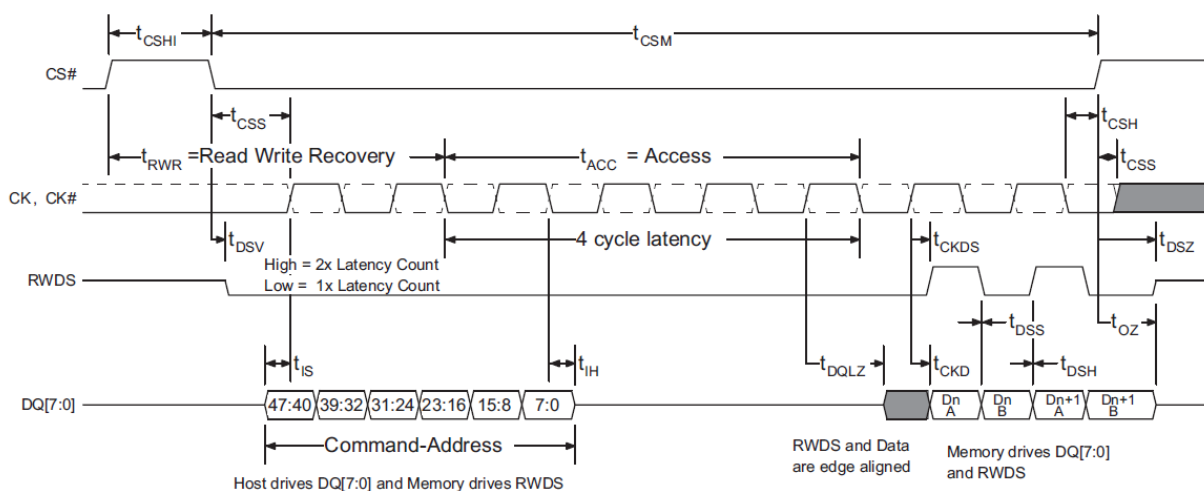 tCSHI
tCSM
CS#
tCSS
tCSH
tRWR =Read Write Recovery
tACC = Access
tCSS
CK, CK#
tDSV
4 cycle latency
tCKDS
tDSZ
High = 2x Latency Count
Low = 1x Latency Count
RWDS
tDSS
tOZ
tIS
tIH
tDQLZ
tCKD
tDSH
DQ[7:0]
47:40 39:32 31:24 23:16 15:8 7:0
Dn A
Dn B
Dn+1 A
Dn+1 B
Command-Address
RWDS and Data
are edge aligned
Memory drives DQ[7:0]
and RWDS
Host drives DQ[7:0] and Memory drives RWDS